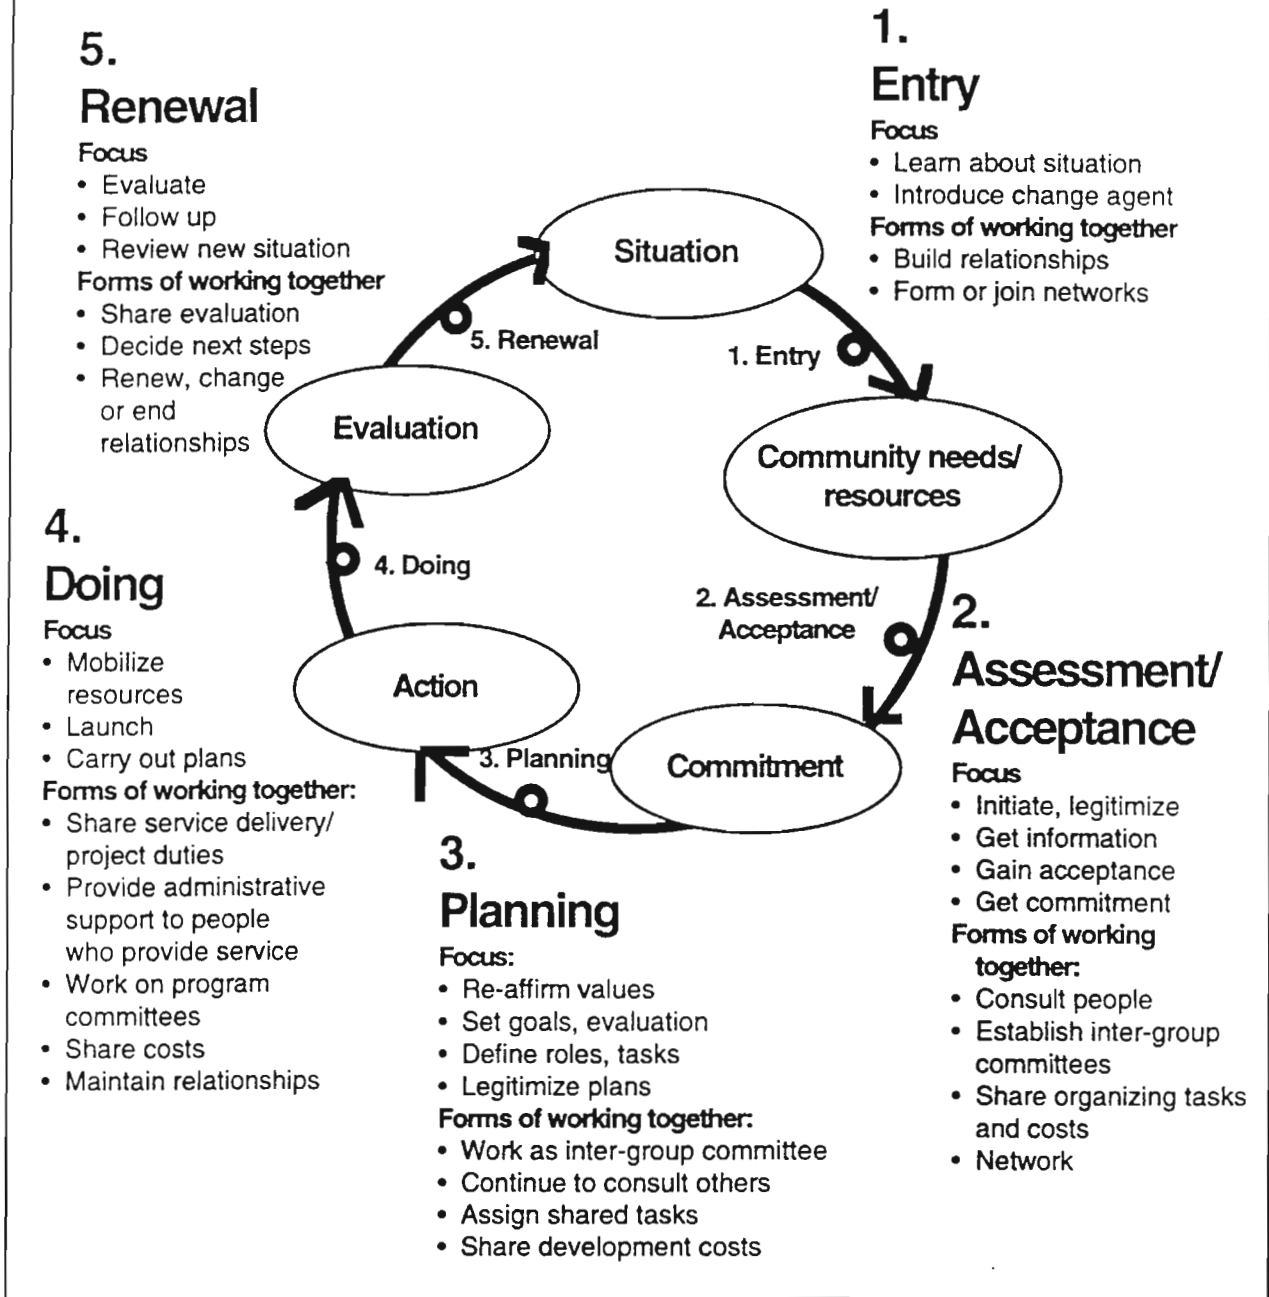 5.
Renewal
Focus
• Evaluate
• Follow up
• Review new situation
Forms of working together
• Share evaluation
• Decide next steps
• Renew, change
or end
relationships
1.
Entry
Focus
• Learn about situation
• Introduce change agent
Forms of working together
• Build relationships
• Form or join networks
Situation
5. Renewal
1. Entry
Evaluation
Community needs/
resources
4. Doing
2. Assessment/
Acceptance
Action
3. Planning
Commitment
4.
Doing
Focus
• Mobilize
resources
• Launch
• Carry out plans
Forms of working together:
• Share service delivery/
project duties
• Provide administrative
support to people
who provide service
• Work on program
committees
• Share costs
• Maintain relationships
3.
Planning
Focus:
• Re-affirm values
• Set goals, evaluation
• Define roles, tasks
• Legitimize plans
Forms of working together:
• Work as inter-group committee
• Continue to consult others
• Assign shared tasks
• Share development costs
2.
Assessment/
Acceptance
Focus
• Initiate, legitimize
• Get information
• Gain acceptance
• Get commitment
Forms of working
together:
• Consult people
• Establish inter-group
committees
• Share organizing tasks
and costs
• Network